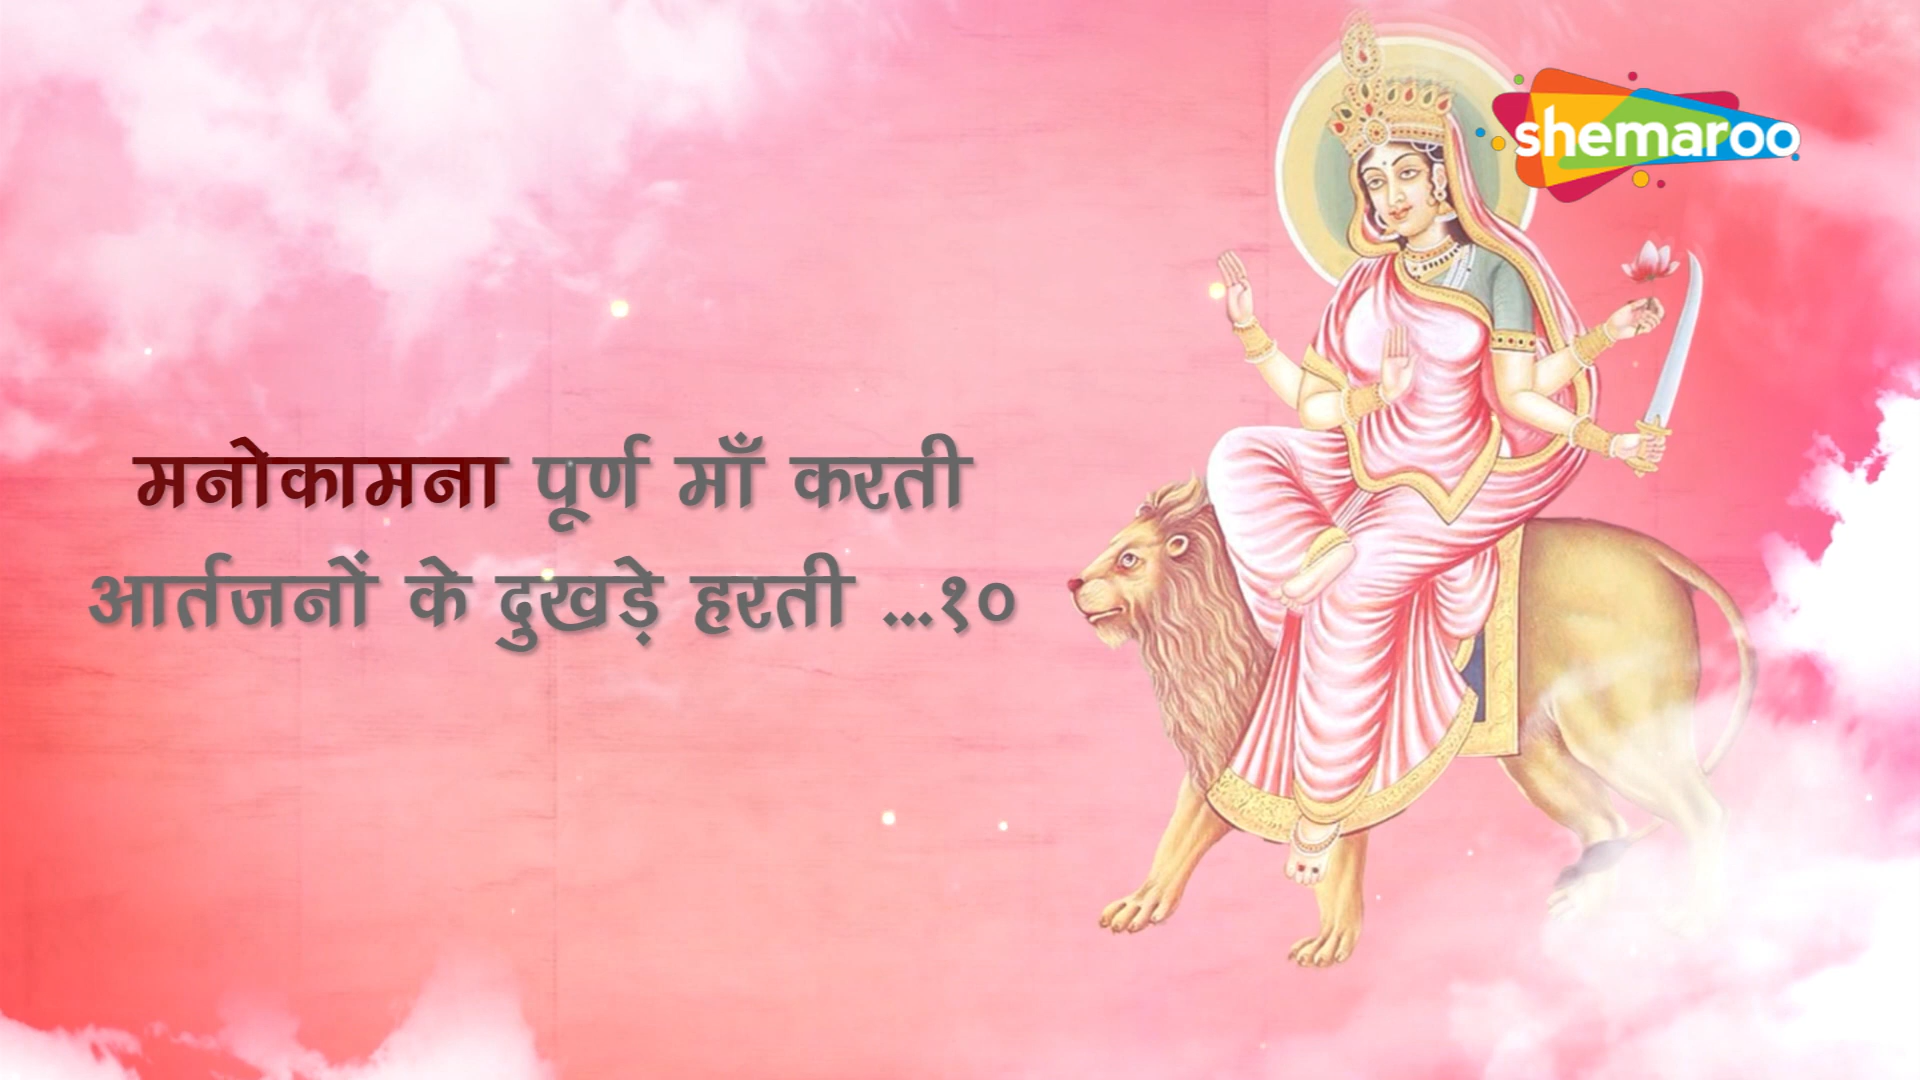 shemaroo
मनोकामना पूर्ण माँ करती
आर्तजनों के दुखड़े हरती ...१०